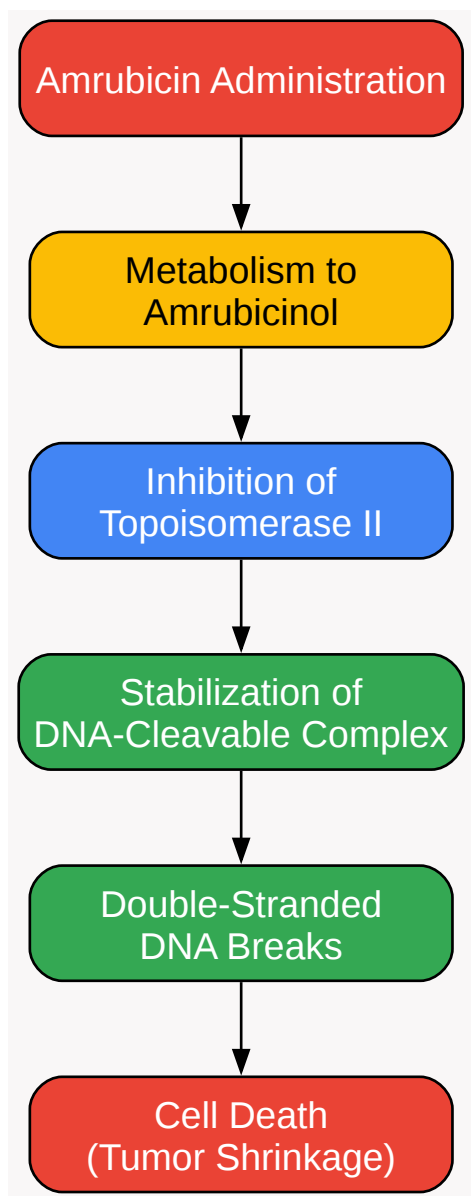 Amrubicin Administration
Metabolism to
Amrubicinol
Inhibition of
Topoisomerase II
Stabilization of
DNA-Cleavable Complex
Double-Stranded
DNA Breaks
Cell Death
(Tumor Shrinkage)